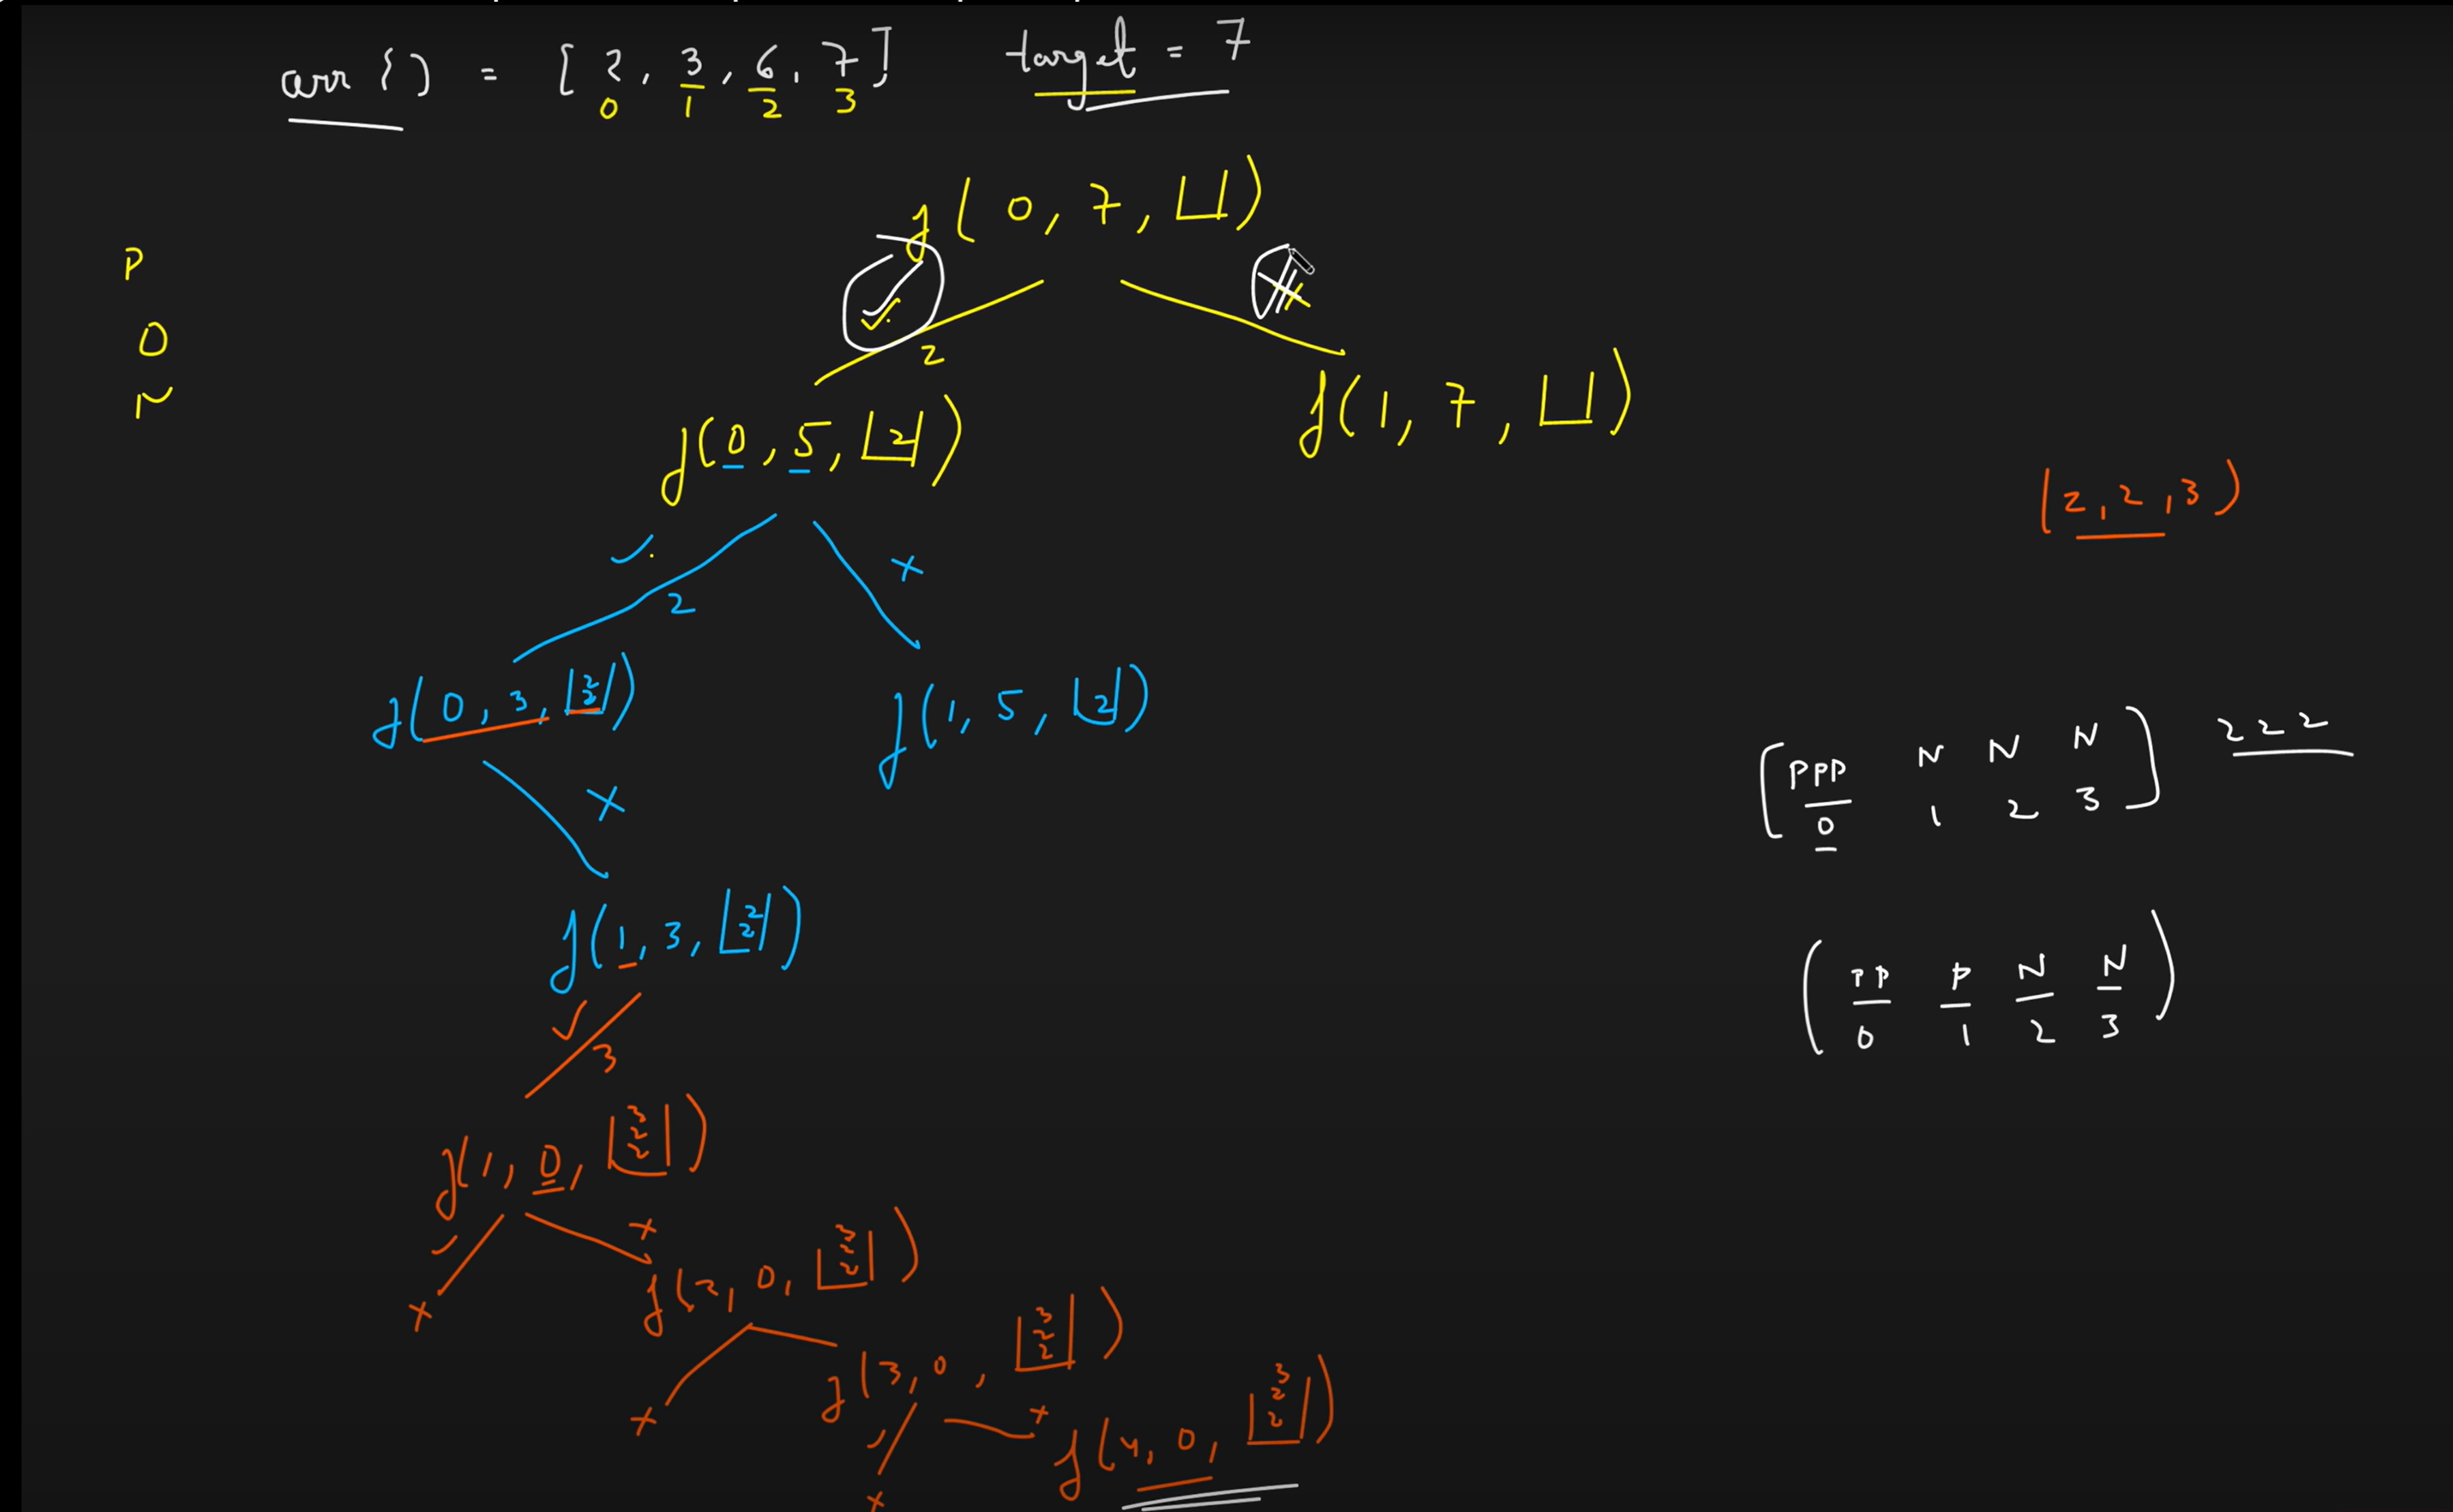 arr {) = [ 2, 3, 6, 7 ] target = 7
0 1 2 3
f( 0, 7, ⊔ )
P
O
N
2
f(0, 5, [2])
f(1, 7, ⊔ )
(2, 2, 3)
2
f(0, 3, [2 2])
f(1, 5, [2])
[ PPP N N N ] 2 2 2
0 1 2 3
f(1, 3, [2 2])
( PP P N N )
0 1 2 3
3
f(1, 0, [3 2 2])
f(2, 0, [3 2 2])
f(3, 0, [3 2 2])
f(4, 0, [3 2 2])